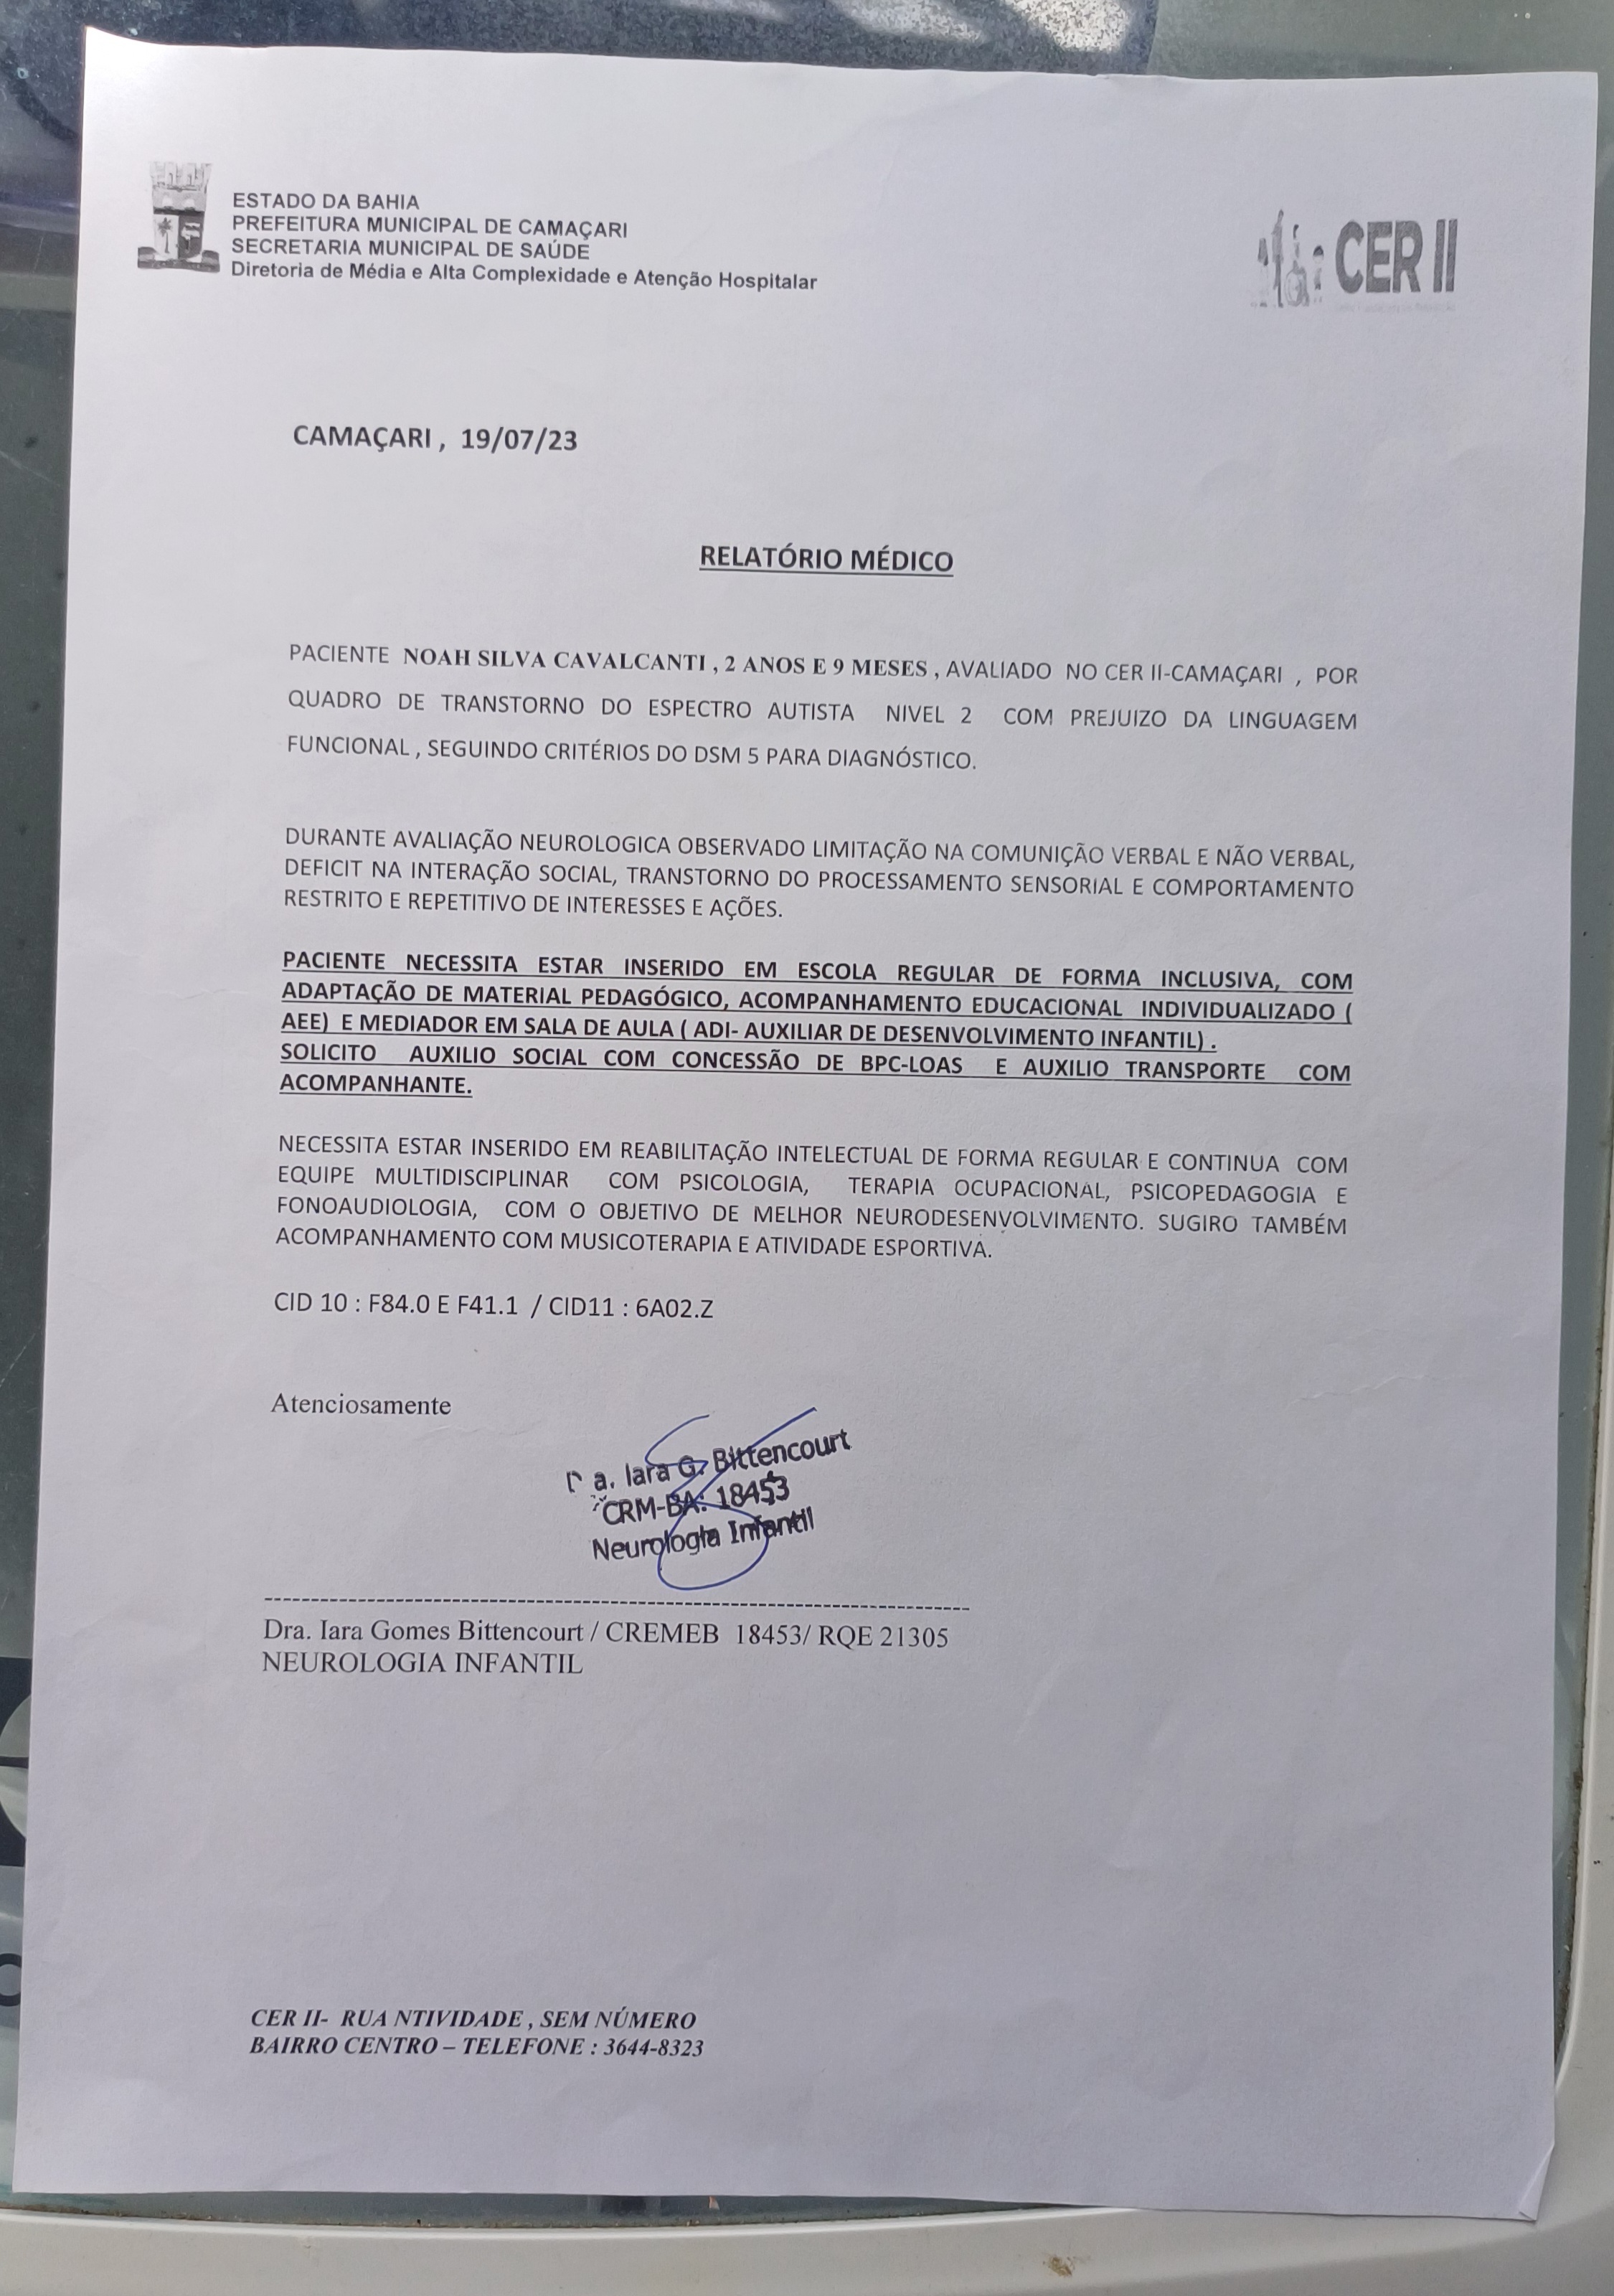 ESTADO DA BAHIA
PREFEITURA MUNICIPAL DE CAMAÇARI
SECRETARIA MUNICIPAL DE SAÚDE
Diretoria de Média e Alta Complexidade e Atenção Hospitalar
CER II
CAMAÇARI , 19/07/23
RELATÓRIO MÉDICO
PACIENTE NOAH SILVA CAVALCANTI , 2 ANOS E 9 MESES , AVALIADO NO CER II-CAMAÇARI , POR
QUADRO DE TRANSTORNO DO ESPECTRO AUTISTA NIVEL 2 COM PREJUIZO DA LINGUAGEM
FUNCIONAL , SEGUINDO CRITÉRIOS DO DSM 5 PARA DIAGNÓSTICO.
DURANTE AVALIAÇÃO NEUROLOGICA OBSERVADO LIMITAÇÃO NA COMUNIÇÃO VERBAL E NÃO VERBAL,
DEFICIT NA INTERAÇÃO SOCIAL, TRANSTORNO DO PROCESSAMENTO SENSORIAL E COMPORTAMENTO
RESTRITO E REPETITIVO DE INTERESSES E AÇÕES.
PACIENTE NECESSITA ESTAR INSERIDO EM ESCOLA REGULAR DE FORMA INCLUSIVA, COM
ADAPTAÇÃO DE MATERIAL PEDAGÓGICO, ACOMPANHAMENTO EDUCACIONAL INDIVIDUALIZADO (
AEE) E MEDIADOR EM SALA DE AULA ( ADI- AUXILIAR DE DESENVOLVIMENTO INFANTIL) .
SOLICITO AUXILIO SOCIAL COM CONCESSÃO DE BPC-LOAS E AUXILIO TRANSPORTE COM
ACOMPANHANTE.
NECESSITA ESTAR INSERIDO EM REABILITAÇÃO INTELECTUAL DE FORMA REGULAR E CONTINUA COM
EQUIPE MULTIDISCIPLINAR COM PSICOLOGIA, TERAPIA OCUPACIONAL, PSICOPEDAGOGIA E
FONOAUDIOLOGIA, COM O OBJETIVO DE MELHOR NEURODESENVOLVIMENTO. SUGIRO TAMBÉM
ACOMPANHAMENTO COM MUSICOTERAPIA E ATIVIDADE ESPORTIVA.
CID 10 : F84.0 E F41.1 / CID11 : 6A02.Z
Atenciosamente
Iara G. Bittencourt
CRM-BA: 18453
Neurologia Infantil
Dra. Iara Gomes Bittencourt / CREMEB 18453/ RQE 21305
NEUROLOGIA INFANTIL
CER II- RUA NTIVIDADE , SEM NÚMERO
BAIRRO CENTRO – TELEFONE : 3644-8323